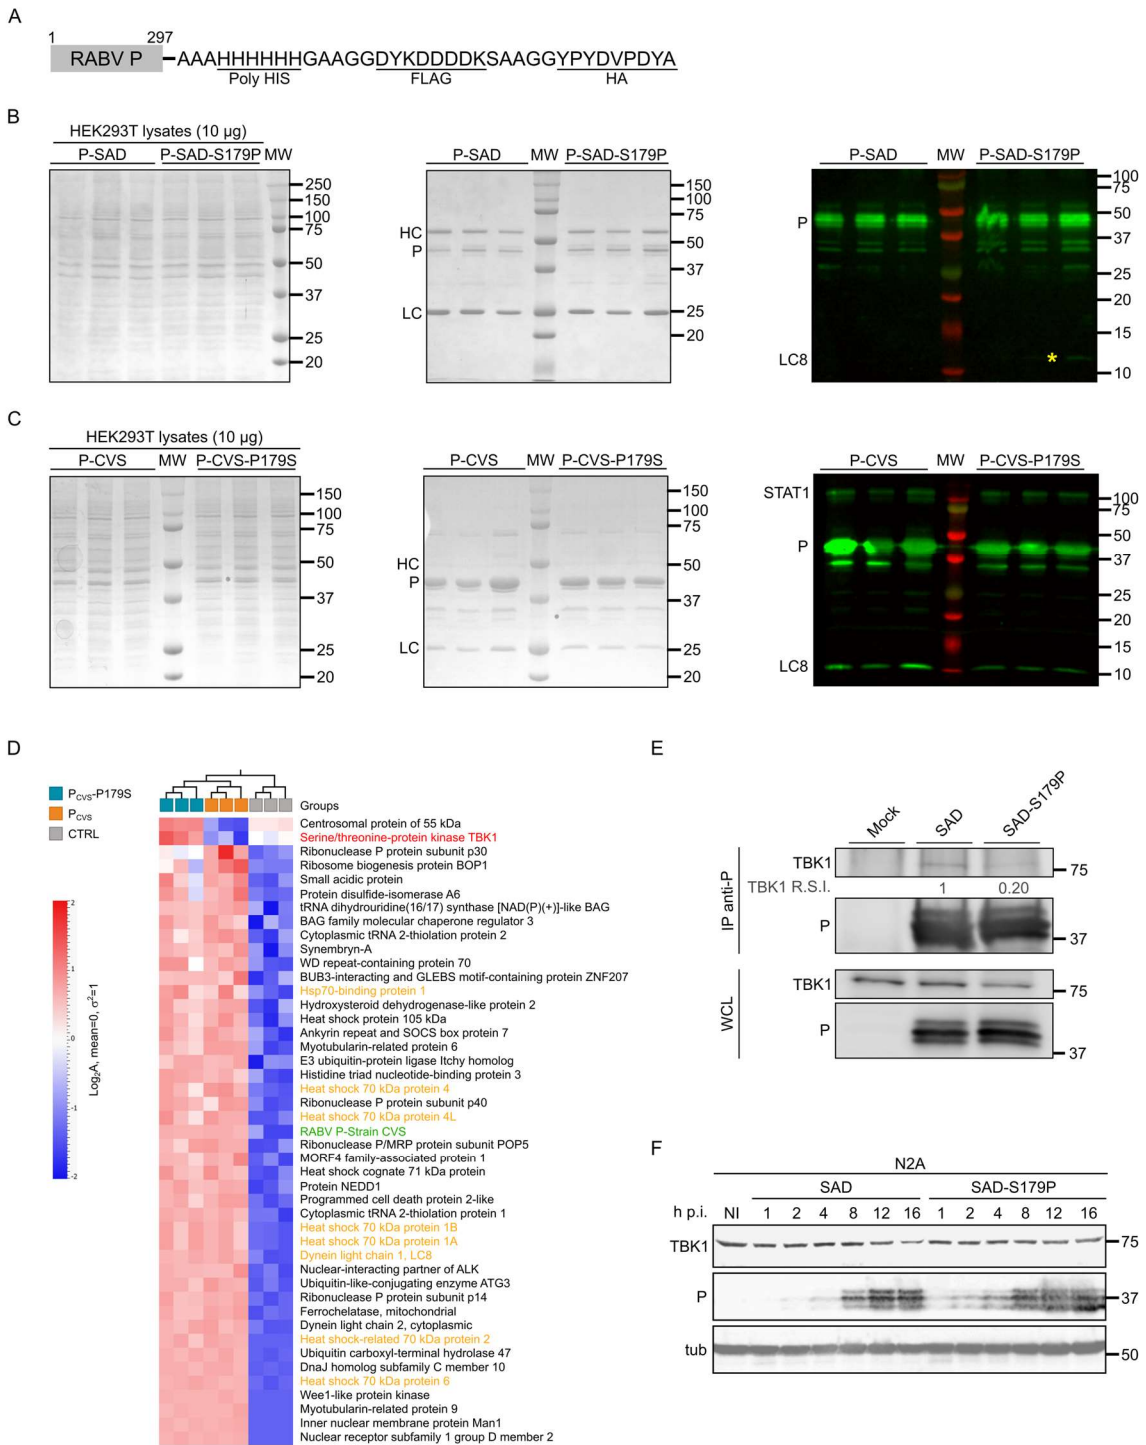 A
1 297
RABV P AAAHHHHHHGAAGGDYKDDDDKSAAGGYPYDVPDYA
Poly HIS FLAG HA
B
HEK293T lysates (10 µg)
P-SAD P-SAD-S179P MW
250
150
100
75
50
37
25
20
P-SAD MW P-SAD-S179P
HC
P
LC
150
100
75
50
37
25
20
P-SAD MW P-SAD-S179P
P
LC8
*
100
75
50
37
25
20
15
10
C
HEK293T lysates (10 µg)
P-CVS MW P-CVS-P179S
150
100
75
50
37
25
20
P-CVS MW P-CVS-P179S
HC
P
LC
150
100
75
50
37
25
20
P-CVS MW P-CVS-P179S
STAT1
P
LC8
100
75
50
37
25
20
15
10
D
PCVS-P179S
PCVS
CTRL
Log2A, mean=0, σ²=1
2
1
0
-1
-2
Groups
Centrosomal protein of 55 kDa
Serine/threonine-protein kinase TBK1
Ribonuclease P protein subunit p30
Ribosome biogenesis protein BOP1
Small acidic protein
Protein disulfide-isomerase A6
tRNA dihydrouridine(16/17) synthase [NAD(P)(+)]-like BAG
BAG family molecular chaperone regulator 3
Cytoplasmic tRNA 2-thiolation protein 2
Synembryn-A
WD repeat-containing protein 70
BUB3-interacting and GLEBS motif-containing protein ZNF207
Hsp70-binding protein 1
Hydroxysteroid dehydrogenase-like protein 2
Heat shock protein 105 kDa
Ankyrin repeat and SOCS box protein 7
Myotubularin-related protein 6
E3 ubiquitin-protein ligase Itchy homolog
Histidine triad nucleotide-binding protein 3
Heat shock 70 kDa protein 4
Ribonuclease P protein subunit p40
Heat shock 70 kDa protein 4L
RABV P-Strain CVS
Ribonuclease P/MRP protein subunit POP5
MORF4 family-associated protein 1
Heat shock cognate 71 kDa protein
Protein NEDD1
Programmed cell death protein 2-like
Cytoplasmic tRNA 2-thiolation protein 1
Heat shock 70 kDa protein 1B
Heat shock 70 kDa protein 1A
Dynein light chain 1, LC8
Nuclear-interacting partner of ALK
Ubiquitin-like-conjugating enzyme ATG3
Ribonuclease P protein subunit p14
Ferrochelatase, mitochondrial
Dynein light chain 2, cytoplasmic
Heat shock-related 70 kDa protein 2
Ubiquitin carboxyl-terminal hydrolase 47
DnaJ homolog subfamily C member 10
Heat shock 70 kDa protein 6
Wee1-like protein kinase
Myotubularin-related protein 9
Inner nuclear membrane protein Man1
Nuclear receptor subfamily 1 group D member 2
E
Mock SAD SAD-S179P
IP anti-P
TBK1 75
TBK1 R.S.I. 1 0.20
P 37
WCL
TBK1 75
P 37
F
N2A
SAD SAD-S179P
h p.i. NI 1 2 4 8 12 16 1 2 4 8 12 16
TBK1 75
P 37
tub 50